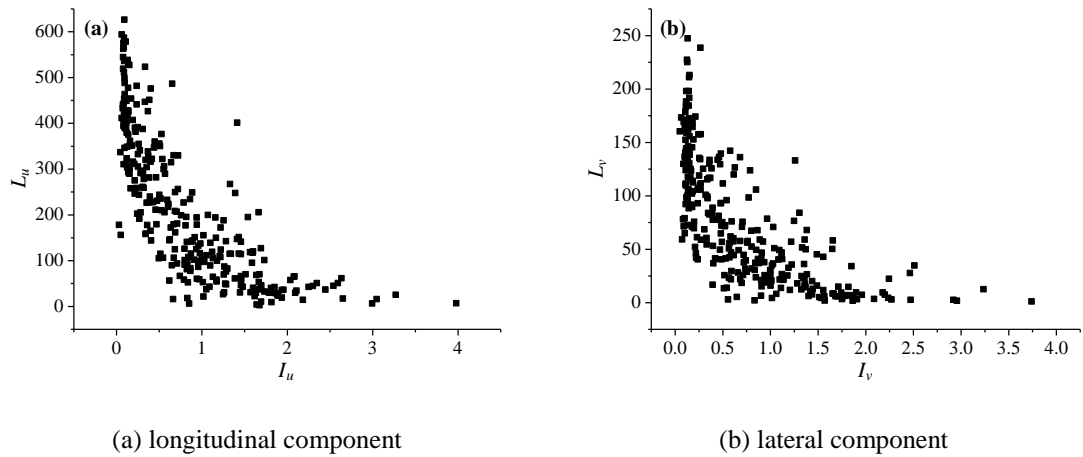 (a)
600
500
400
300
200
100
0
L_u
0 1 2 3 4 5
I_u
(b)
250
200
150
100
50
0
L_v
0.0 0.5 1.0 1.5 2.0 2.5 3.0 3.5 4.0
I_v
(a) longitudinal component
(b) lateral component